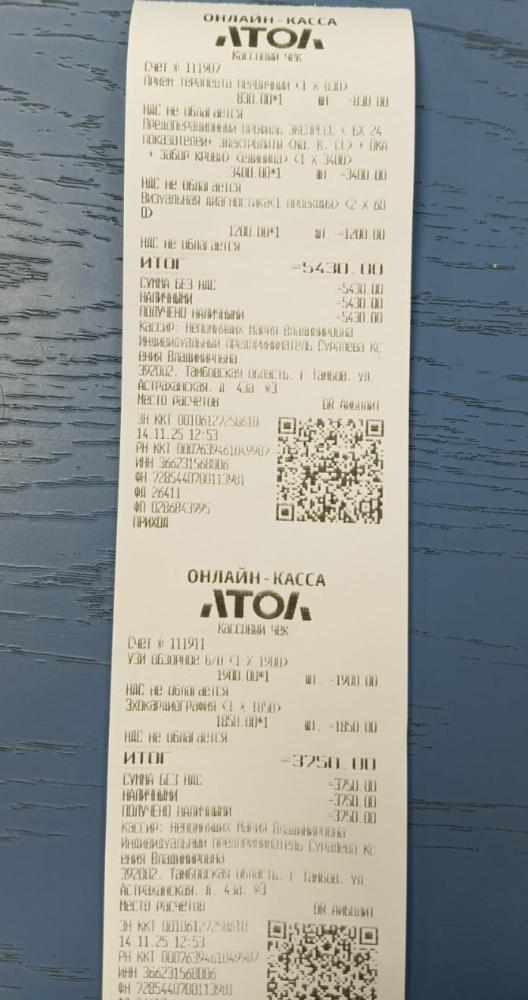 ОНЛАЙН-КАССА
АТОЛ
Кассовый чек
Счет № 111907
Прием терапевта первичный (1 x 830)
830.00*1 шт. =830.00
НДС не облагается
Предоперационный профиль ЭКСПРЕСС ( БХ 24
показателей+ электролиты (Na, K, Cl) + ОКА
+ Забор крови) (единица) (1 x 3400)
3400.00*1 шт. =3400.00
НДС не облагается
Визуальная диагностика(1 проекция) (2 x 60
0)
1200.00*1 шт. =1200.00
НДС не облагается
ИТОГ =5430.00
СУММА БЕЗ НДС =5430.00
НАЛИЧНЫМИ =5430.00
ПОЛУЧЕНО НАЛИЧНЫМИ =5430.00
Кассир: Непомнящих Мария Владимировна
Индивидуальный предприниматель Суралева Кс
ения Владимировна
392002, Тамбовская область, г Тамбов, ул.
Астраханская, д. 43а, №3
Место расчетов DR.АЙБОЛИТ
ЗН ККТ 00106127258610
14.11.25 12:53
РН ККТ 0007639461049987
ИНН 366231568006
ФН 7285440700113981
ФД 26411
ФП 0286843995
ПРИХОД
ОНЛАЙН-КАССА
АТОЛ
Кассовый чек
Счет № 111911
УЗИ обзорное б/п (1 X 1900)
1900.00*1 шт. =1900.00
НДС не облагается
Эхокардиография (1 x 1850)
1850.00*1 шт. =1850.00
НДС не облагается
ИТОГ =3750.00
СУММА БЕЗ НДС =3750.00
НАЛИЧНЫМИ =3750.00
ПОЛУЧЕНО НАЛИЧНЫМИ =3750.00
Кассир: Непомнящих Мария Владимировна
Индивидуальный предприниматель Суралева Кс
ения Владимировна
392002, Тамбовская область, г Тамбов, ул.
Астраханская, д. 43а, №3
Место расчетов DR.АЙБОЛИТ
ЗН ККТ 00106127258610
14.11.25 12:53
РН ККТ 0007639461049987
ИНН 366231568006
ФН 7285440700113981